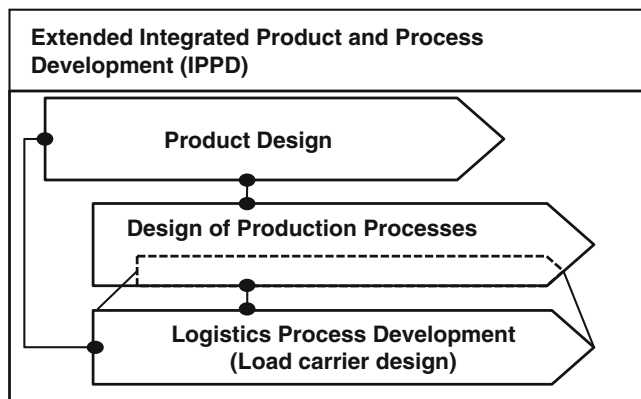 Extended Integrated Product and Process
Development (IPPD)
Product Design
Design of Production Processes
Logistics Process Development
(Load carrier design)